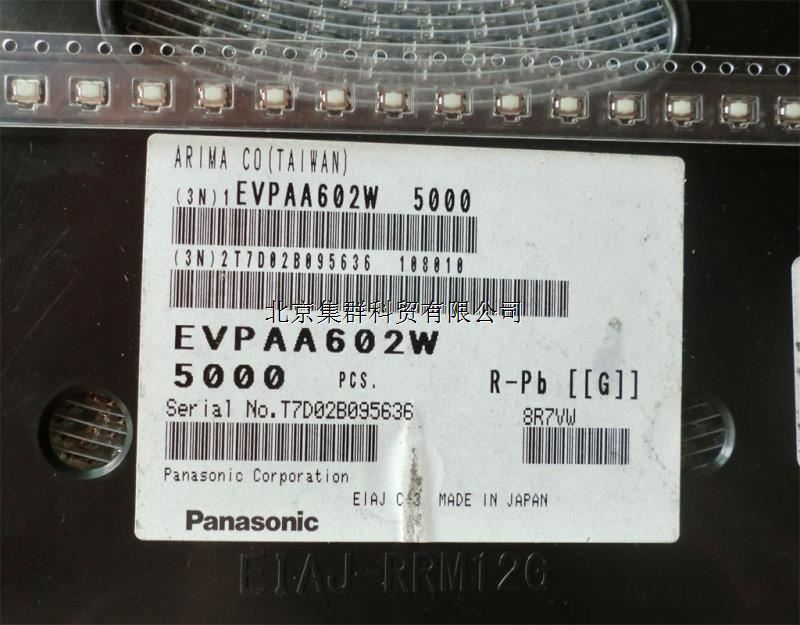 ARIMA CO(TAIWAN)
(3N)1EVPAA602W 5000
(3N)2T7D02B095636 108010
北京集群科贸有限公司
EVPAA602W
5000 PCS. R-Pb [[G]]
Serial No.T7D02B095636 8R7VW
Panasonic Corporation
EIAJ C-3 MADE IN JAPAN
Panasonic
EIAJ-RRM12G